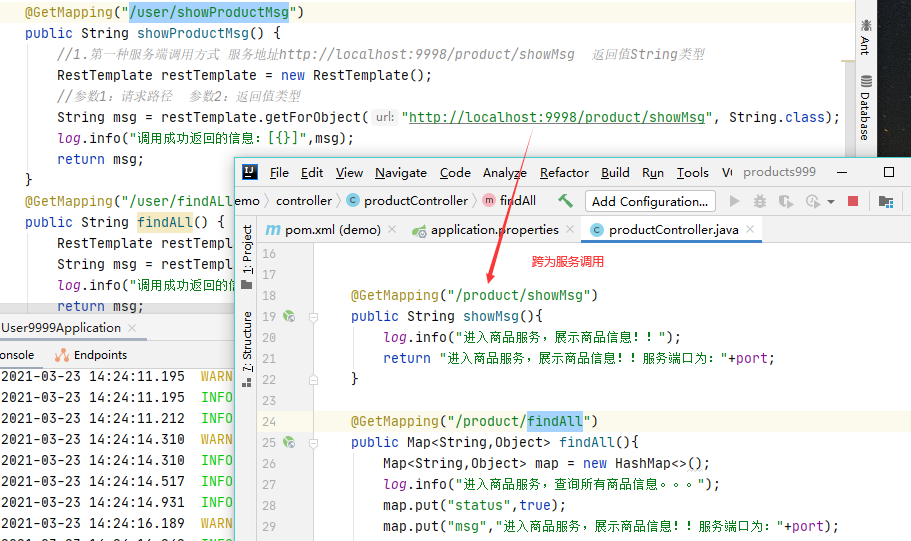 @GetMapping("/user/showProductMsg")
public String showProductMsg() {
//1.第一种服务端调用方式 服务地址http://localhost:9998/product/showMsg 返回值String类型
RestTemplate restTemplate = new RestTemplate();
//参数1：请求路径 参数2：返回值类型
String msg = restTemplate.getForObject( url: "http://localhost:9998/product/showMsg", String.class);
log.info("调用成功返回的信息：[{}]",msg);
return msg;
}
@GetMapping("/user/findALl
public String findALl() {
RestTemplate restTempl
String msg = restTempl
log.info("调用成功返回的信
return msg;
Ant
Database
User9999Application
onsole
Endpoints
2021-03-23 14:24:11.195 WARN
2021-03-23 14:24:11.195 INFO
2021-03-23 14:24:11.212 INFO
2021-03-23 14:24:14.310 WARN
2021-03-23 14:24:14.310 INFO
2021-03-23 14:24:14.517 INFO
2021-03-23 14:24:14.931 INFO
2021-03-23 14:24:16.189 WARN
File Edit View Navigate Code Analyze Refactor Build Run Tools products999
emo controller productController findAll Add Configuration...
pom.xml (demo) application.properties productController.java
1: Project
7: Structure
跨为服务调用
16
17
18 @GetMapping("/product/showMsg")
19 public String showMsg(){
20 log.info("进入商品服务，展示商品信息！！");
21 return "进入商品服务，展示商品信息！！服务端口为："+port;
22 }
23
24 @GetMapping("/product/findAll")
25 public Map<String,Object> findAll(){
26 Map<String,Object> map = new HashMap<>();
27 log.info("进入商品服务，查询所有商品信息。。。");
28 map.put("status",true);
29 map.put("msg","进入商品服务，展示商品信息！！服务端口为："+port);